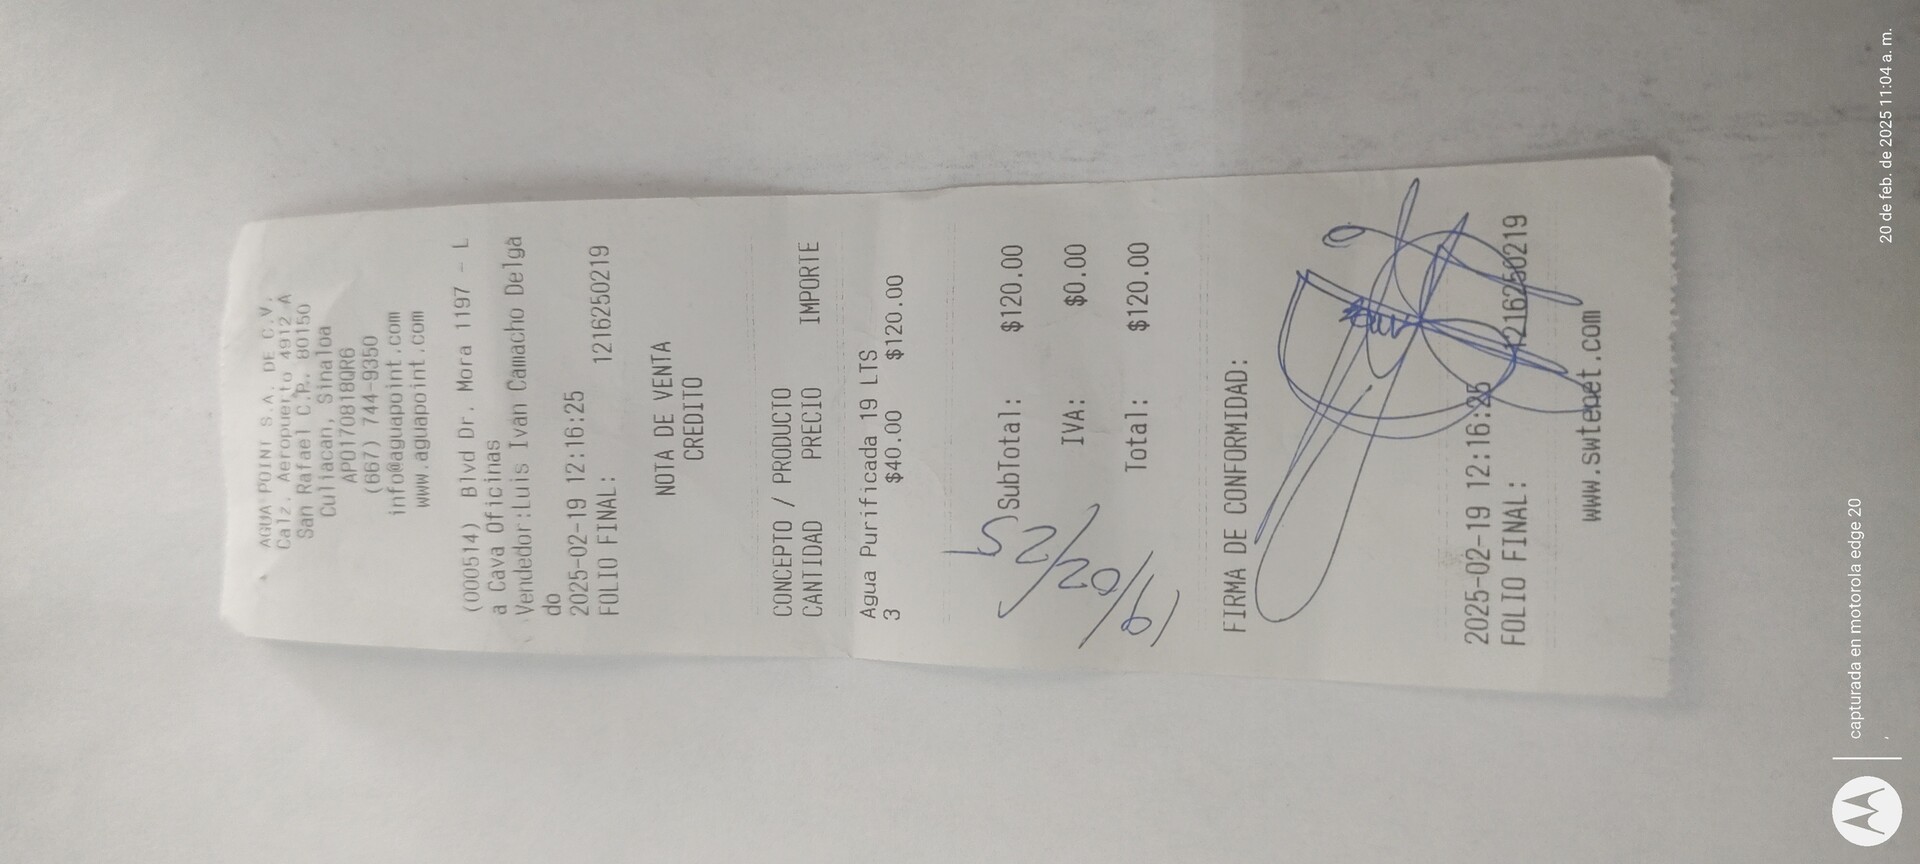 AGUA POINT S.A. DE C.V.
Calz. Aeropuerto 4912 A
San Rafael C.P. 80150
Culiacan, Sinaloa
APO170818QR6
(667) 744-9350
info@aguapoint.com
www.aguapoint.com
(000514) Blvd Dr. Mora 1197 - L
a Cava Oficinas
Vendedor:Luis Ivan Camacho Delga
do
2025-02-19 12:16:25
FOLIO FINAL: 1216250219
NOTA DE VENTA
CREDITO
CONCEPTO / PRODUCTO
CANTIDAD PRECIO IMPORTE
Agua Purificada 19 LTS
3 $40.00 $120.00
SubTotal: $120.00
IVA: $0.00
Total: $120.00
19/02/25
FIRMA DE CONFORMIDAD:
2025-02-19 12:16:25
FOLIO FINAL: 1216250219
www.swtenet.com
capturada en motorola edge 20
20 de feb. de 2025 11:04 a. m.